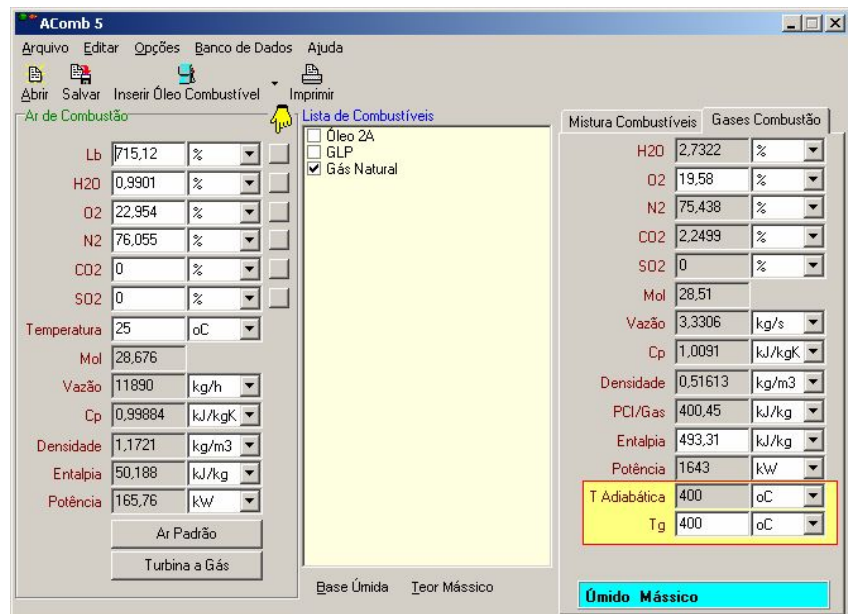 AComb 5
Arquivo Editar Opções Banco de Dados Ajuda
Abrir Salvar Inserir Óleo Combustível Imprimir
Ar de Combustão
Lb 715,12 %
H2O 0,9901 %
O2 22,954 %
N2 76,055 %
CO2 0 %
SO2 0 %
Temperatura 25 oC
Mol 28,676
Vazão 11890 kg/h
Cp 0,99884 kJ/kgK
Densidade 1,1721 kg/m3
Entalpia 50,188 kJ/kg
Potência 165,76 kW
Ar Padrão
Turbina a Gás
Lista de Combustíveis
Óleo 2A
GLP
Gás Natural
Base Úmida Teor Mássico
Mistura Combustíveis Gases Combustão
H2O 2,7322 %
O2 19,58 %
N2 75,438 %
CO2 2,2499 %
SO2 0 %
Mol 28,51
Vazão 3,3306 kg/s
Cp 1,0091 kJ/kgK
Densidade 0,51613 kg/m3
PCI/Gas 400,45 kJ/kg
Entalpia 493,31 kJ/kg
Potência 1643 kW
T Adiabática 400 oC
Tg 400 oC
Úmido Mássico